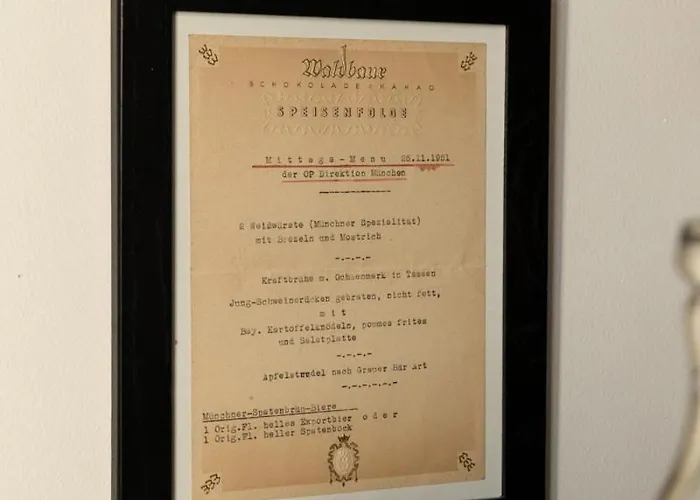 Waldbaur
SCHOKOLADE · KAKAO
SPEISENFOLGE
Mittags-Menu 25.11.1951
der OP Direktion München
2 Weißwürste (Münchner Spezialität)
mit Brezeln und Mostrich
-.-.-.-
Kraftbrühe m. Ochsenmark in Tassen
Jung-Schweinerücken gebraten, nicht fett,
mit
Bay. Kartoffelknödeln, pommes frites
und Salatplatte
-.-.-.-
Apfelstrudel nach Grauer Bär Art
-.-.-.-.-
Münchner-Spatenbräu-Biere
1 Orig.Fl. helles Exportbier oder
1 Orig.Fl. heller Spatenbock